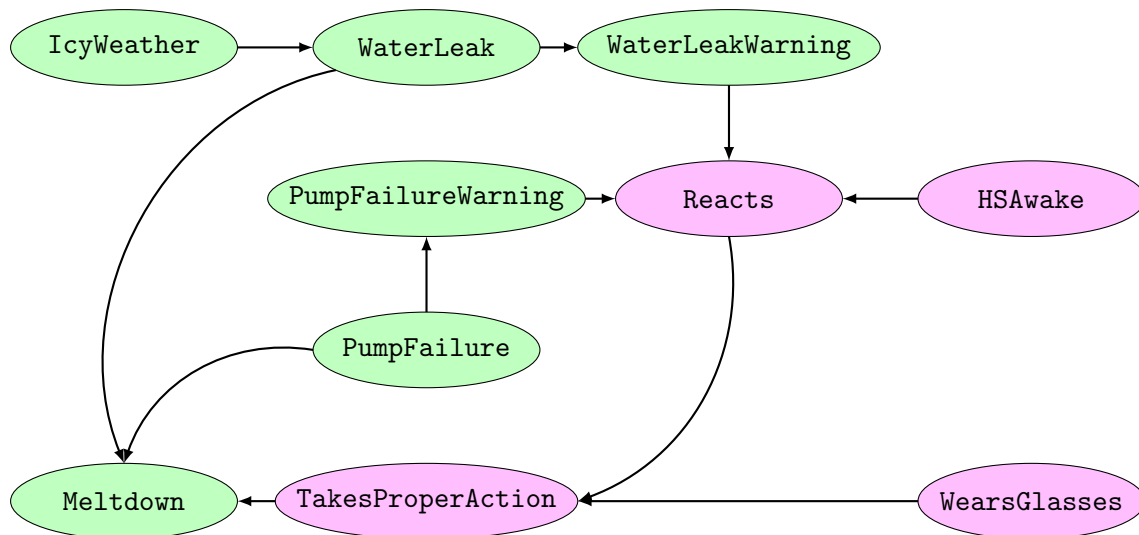 IcyWeather
WaterLeak
WaterLeakWarning
PumpFailureWarning
Reacts
HSAwake
PumpFailure
Meltdown
TakesProperAction
WearsGlasses